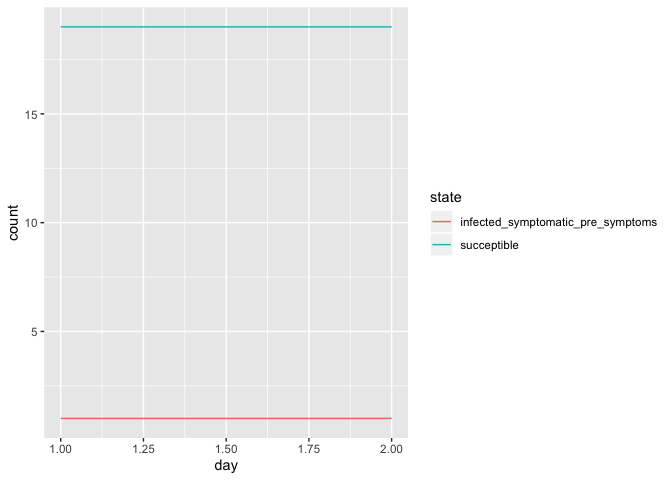 count
15
10
5
1.00 1.25 1.50 1.75 2.00
day
state
infected_symptomatic_pre_symptoms
succeptible